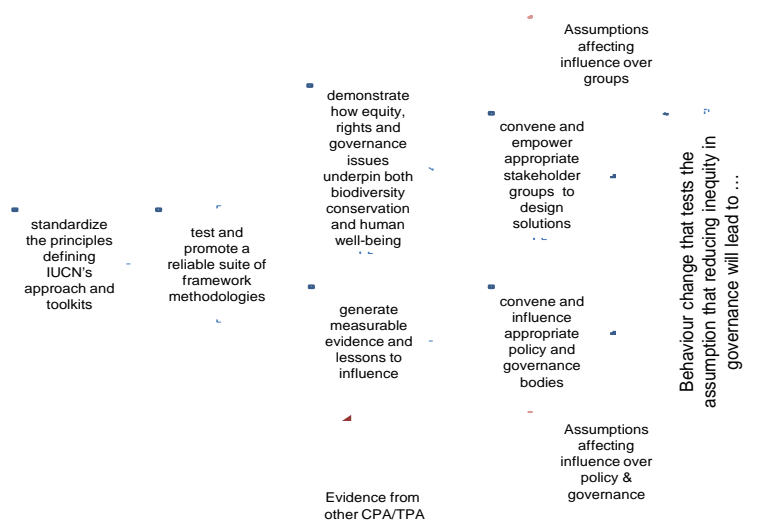 standardize
the principles
defining
IUCN's
approach and
toolkits
test and
promote a
reliable suite of
framework
methodologies
demonstrate
how equity,
rights and
governance
issues
underpin both
biodiversity
conservation
and human
well-being
generate
measurable
evidence and
lessons to
influence
Evidence from
other CPA/TPA
Assumptions
affecting
influence over
groups
convene and
empower
appropriate
stakeholder
groups to
design
solutions
convene and
influence
appropriate
policy and
governance
bodies
Assumptions
affecting
influence over
policy &
governance
Behaviour change that tests the
assumption that reducing inequity in
governance will lead to …